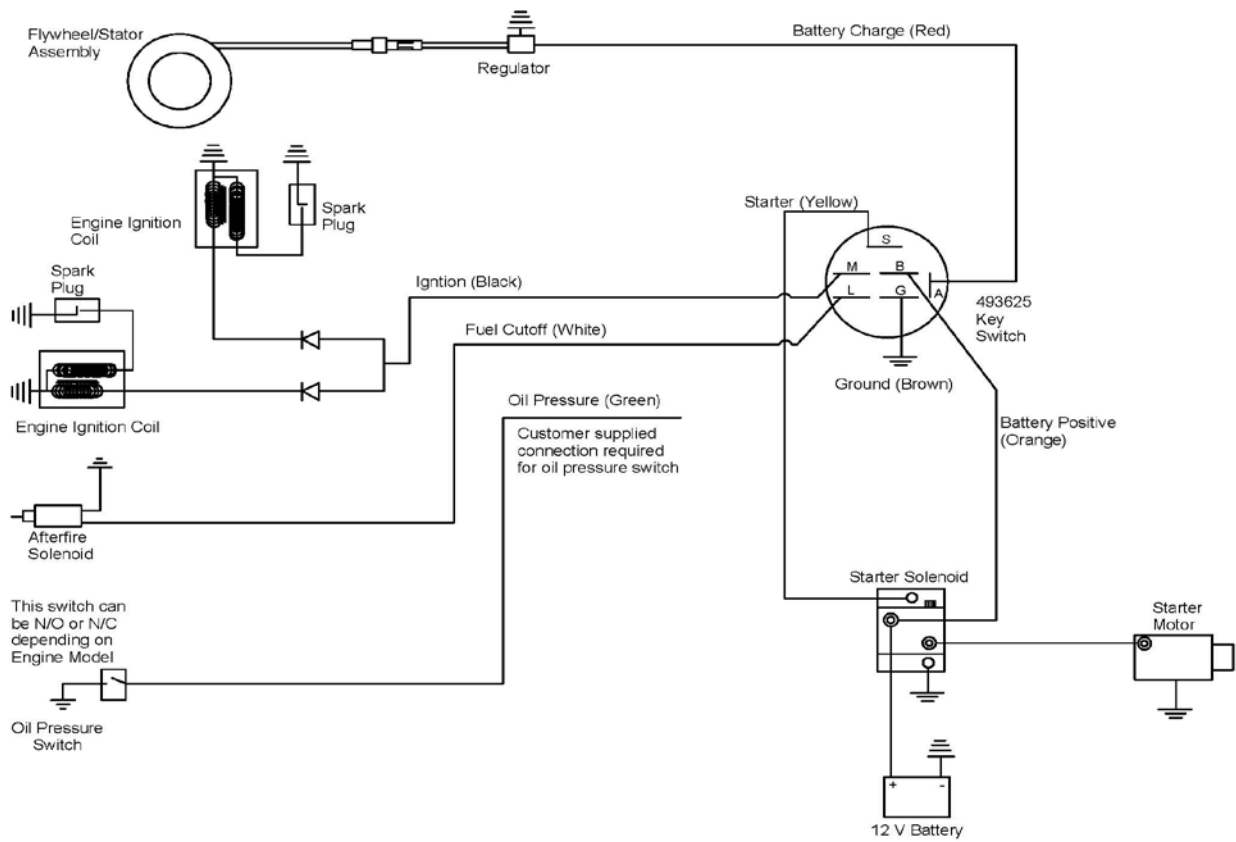 Flywheel/Stator
Assembly
Regulator
Battery Charge (Red)
Engine Ignition
Coil
Spark
Plug
Starter (Yellow)
S
M
B
L
G
A
493625
Key
Switch
Spark
Plug
Igntion (Black)
Fuel Cutoff (White)
Ground (Brown)
Engine Ignition Coil
Oil Pressure (Green)
Customer supplied
connection required
for oil pressure switch
Battery Positive
(Orange)
Afterfire
Solenoid
Starter Solenoid
This switch can
be N/O or N/C
depending on
Engine Model
Starter
Motor
Oil Pressure
Switch
+
-
12 V Battery